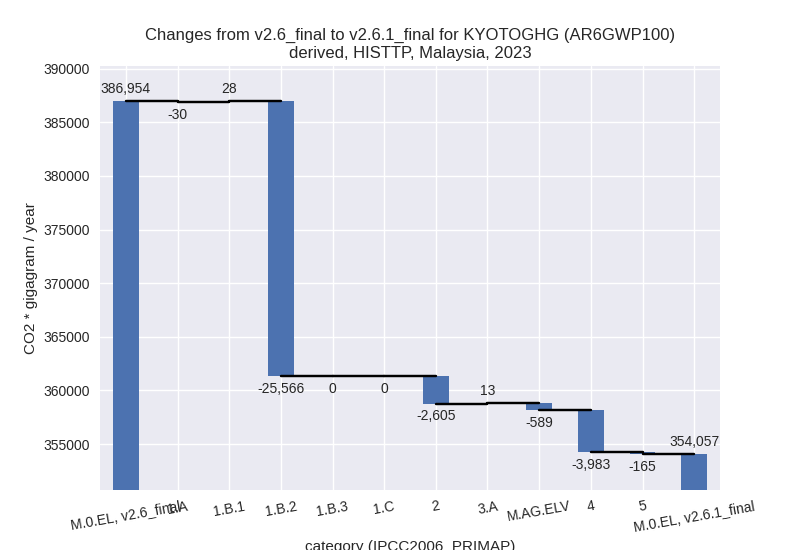 Changes from v2.6_final to v2.6.1_final for KYOTOGHG (AR6GWP100)
derived, HISTTP, Malaysia, 2023
CO2 * gigagram / year
390000
385000
380000
375000
370000
365000
360000
355000
386,954
-30
28
-25,566
0
0
-2,605
13
-589
-3,983
-165
354,057
M.0.EL, v2.6_final
1.A
1.B.1
1.B.2
1.B.3
1.C
2
3.A
M.AG.ELV
4
5
M.0.EL, v2.6.1_final
category (IPCC2006_PRIMAP)